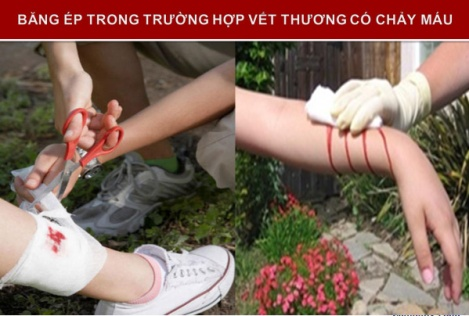 BĂNG ÉP TRONG TRƯỜNG HỢP VẾT THƯƠNG CÓ CHẢY MÁU